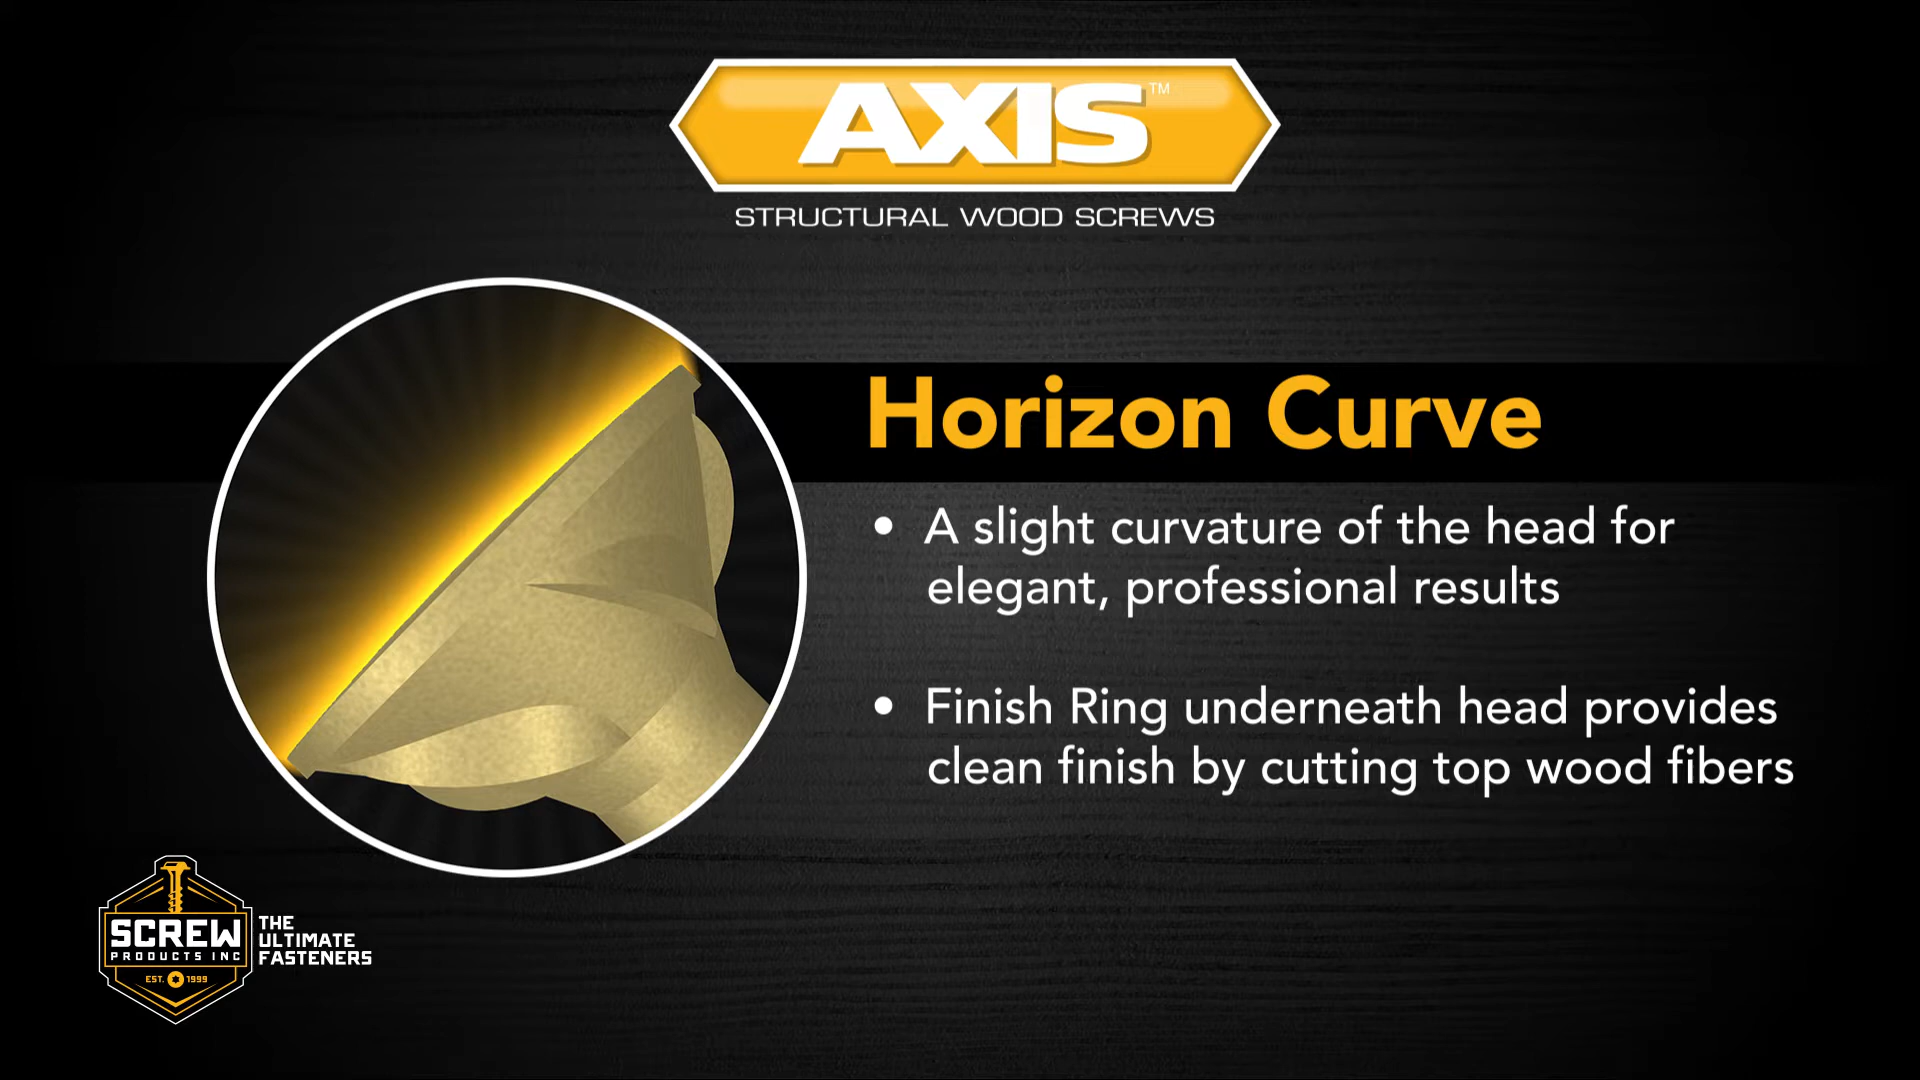 AXIS™
STRUCTURAL WOOD SCREWS
Horizon Curve
• A slight curvature of the head for
elegant, professional results
• Finish Ring underneath head provides
clean finish by cutting top wood fibers
SCREW
PRODUCTS INC
EST. 1999
THE
ULTIMATE
FASTENERS